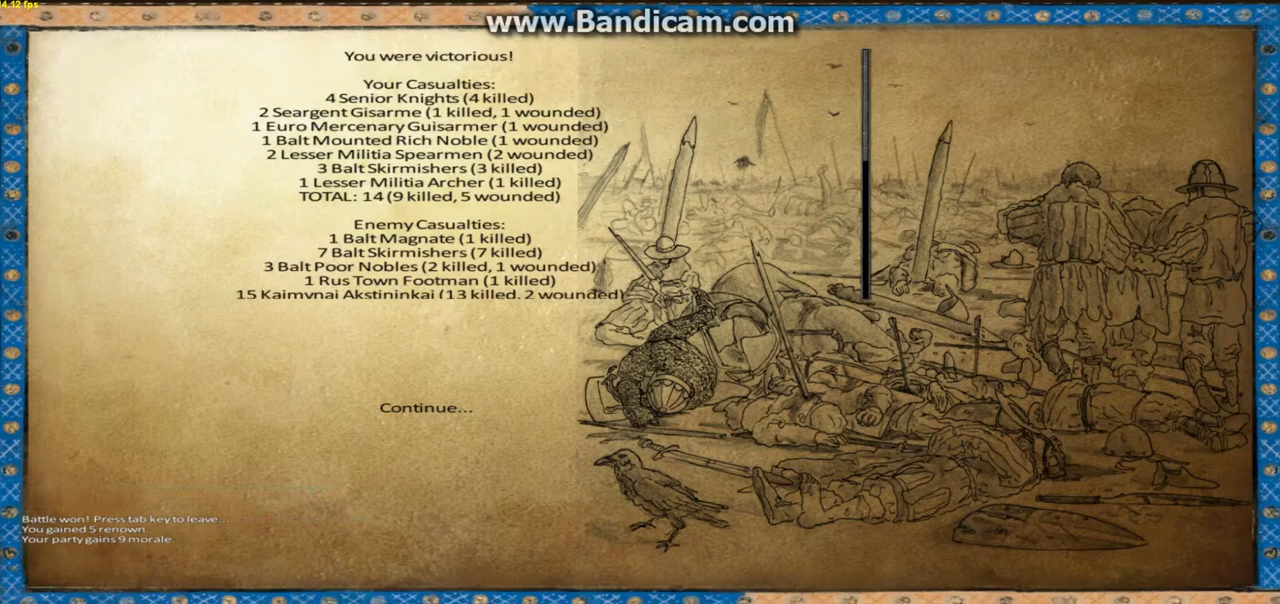 14.12 fps
www.Bandicam.com
You were victorious!
Your Casualties:
4 Senior Knights (4 killed)
2 Seargent Gisarme (1 killed, 1 wounded)
1 Euro Mercenary Guisarmer (1 wounded)
1 Balt Mounted Rich Noble (1 wounded)
2 Lesser Militia Spearmen (2 wounded)
3 Balt Skirmishers (3 killed)
1 Lesser Militia Archer (1 killed)
TOTAL: 14 (9 killed, 5 wounded)
Enemy Casualties:
1 Balt Magnate (1 killed)
7 Balt Skirmishers (7 killed)
3 Balt Poor Nobles (2 killed, 1 wounded)
1 Rus Town Footman (1 killed)
15 Kaimynai Akstininkai (13 killed, 2 wounded)
Continue...
Battle won! Press tab key to leave...
You gained 5 renown.
Your party gains 9 morale.